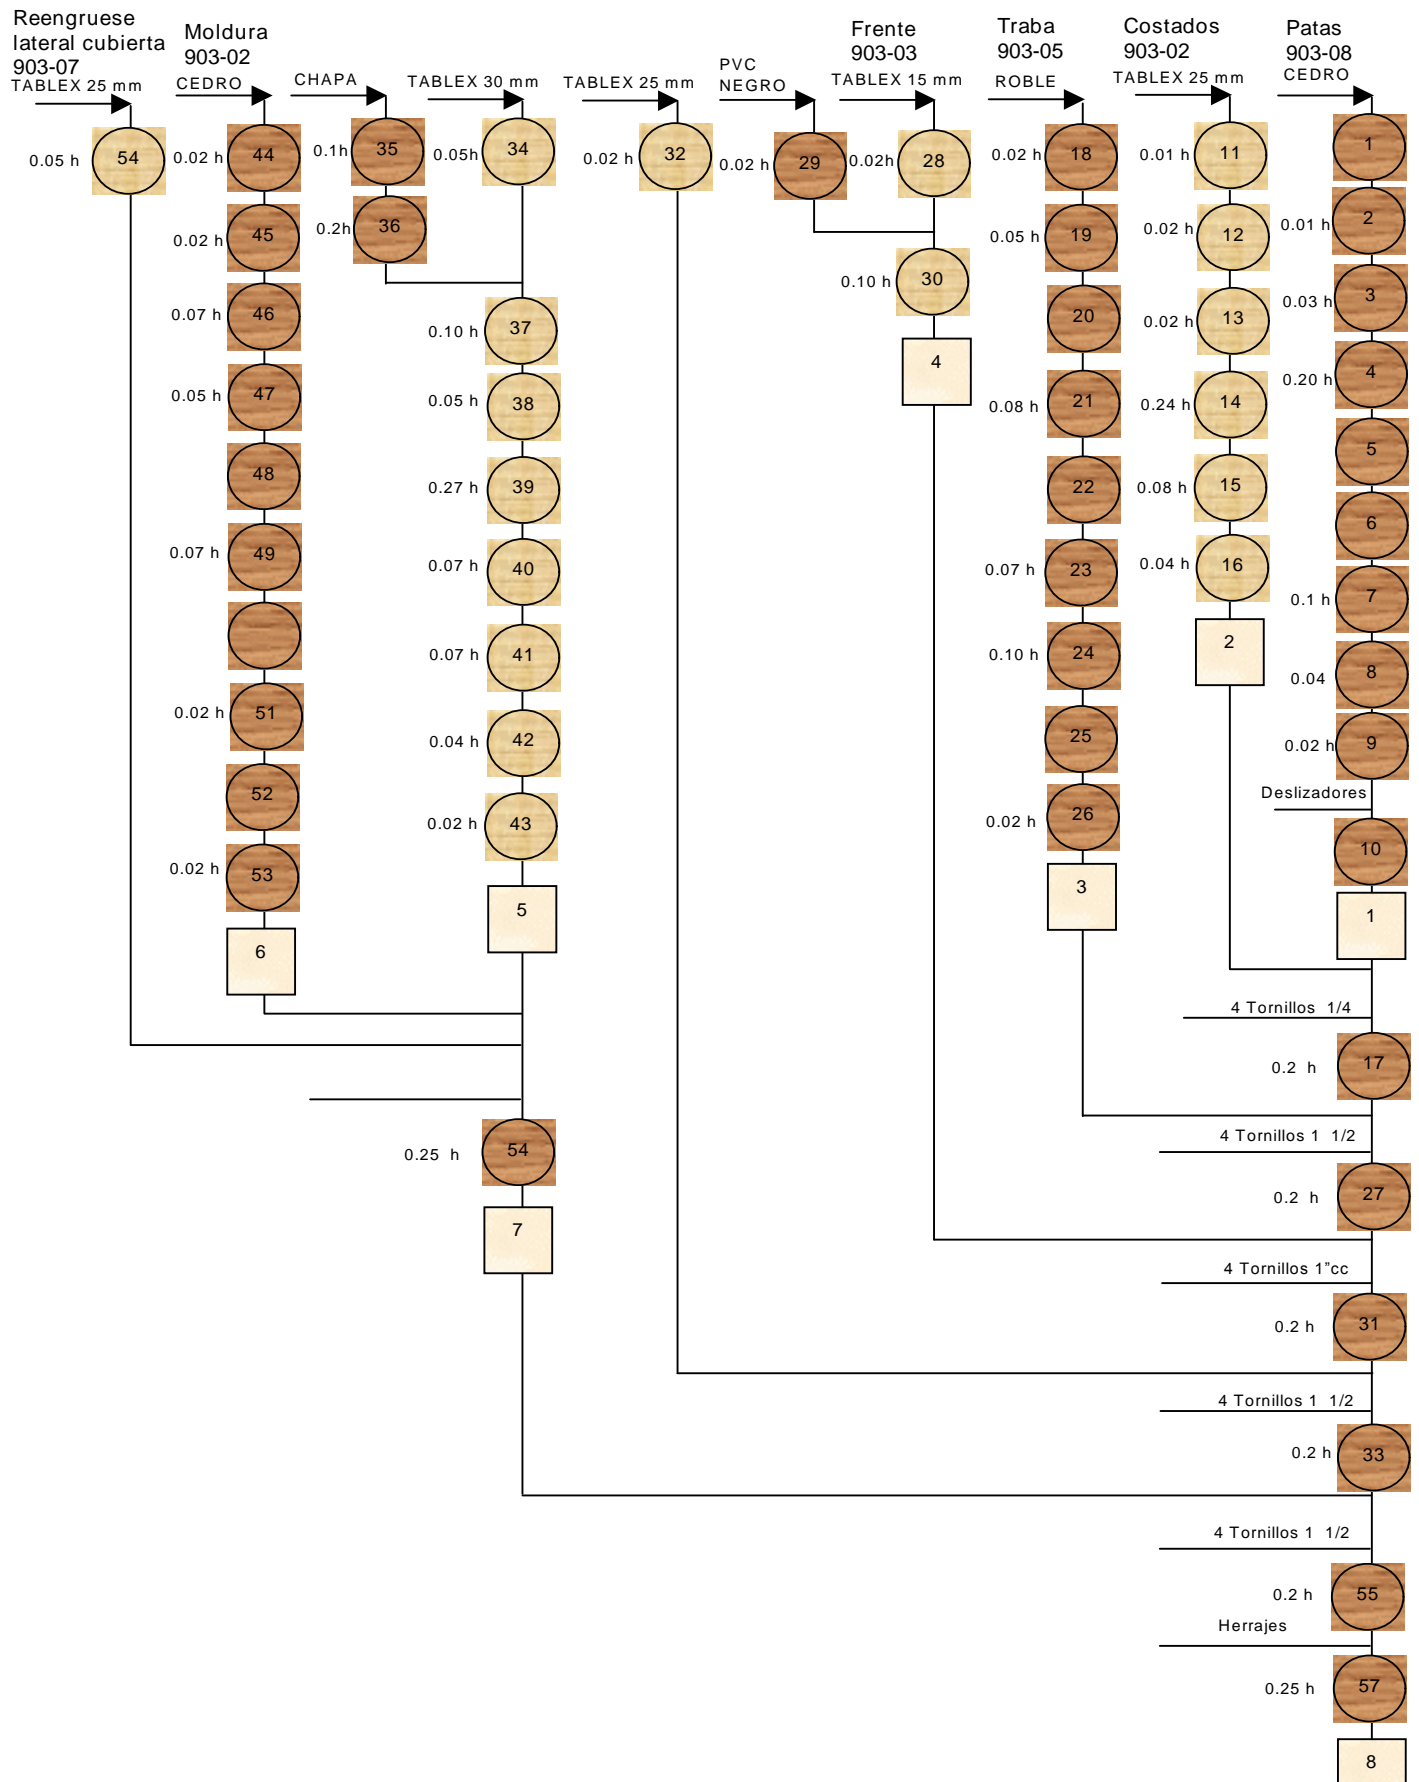 Reengruese
lateral cubierta
903-07
TABLEX 25 mm
0.05 h 54
Moldura
903-02
CEDRO
0.02 h 44
0.02 h 45
0.07 h 46
0.05 h 47
48
0.07 h 49
0.02 h 51
52
0.02 h 53
6
CHAPA
0.1h 35
0.2h 36
TABLEX 30 mm
0.05h 34
0.10 h 37
0.05 h 38
0.27 h 39
0.07 h 40
0.07 h 41
0.04 h 42
0.02 h 43
5
0.25 h 54
7
TABLEX 25 mm
0.02 h 32
PVC
NEGRO
0.02 h 29
Frente
903-03
TABLEX 15 mm
0.02h 28
0.10 h 30
4
Traba
903-05
ROBLE
0.02 h 18
0.05 h 19
20
0.08 h 21
22
0.07 h 23
0.10 h 24
25
0.02 h 26
3
Costados
903-02
TABLEX 25 mm
0.01 h 11
0.02 h 12
0.02 h 13
0.24 h 14
0.08 h 15
0.04 h 16
2
Patas
903-08
CEDRO
1
0.01 h 2
0.03 h 3
0.20 h 4
5
6
0.1 h 7
0.04 8
0.02 h 9
Deslizadores
10
1
4 Tornillos 1/4
0.2 h 17
4 Tornillos 1 1/2
0.2 h 27
4 Tornillos 1”cc
0.2 h 31
4 Tornillos 1 1/2
0.2 h 33
4 Tornillos 1 1/2
0.2 h 55
Herrajes
0.25 h 57
8